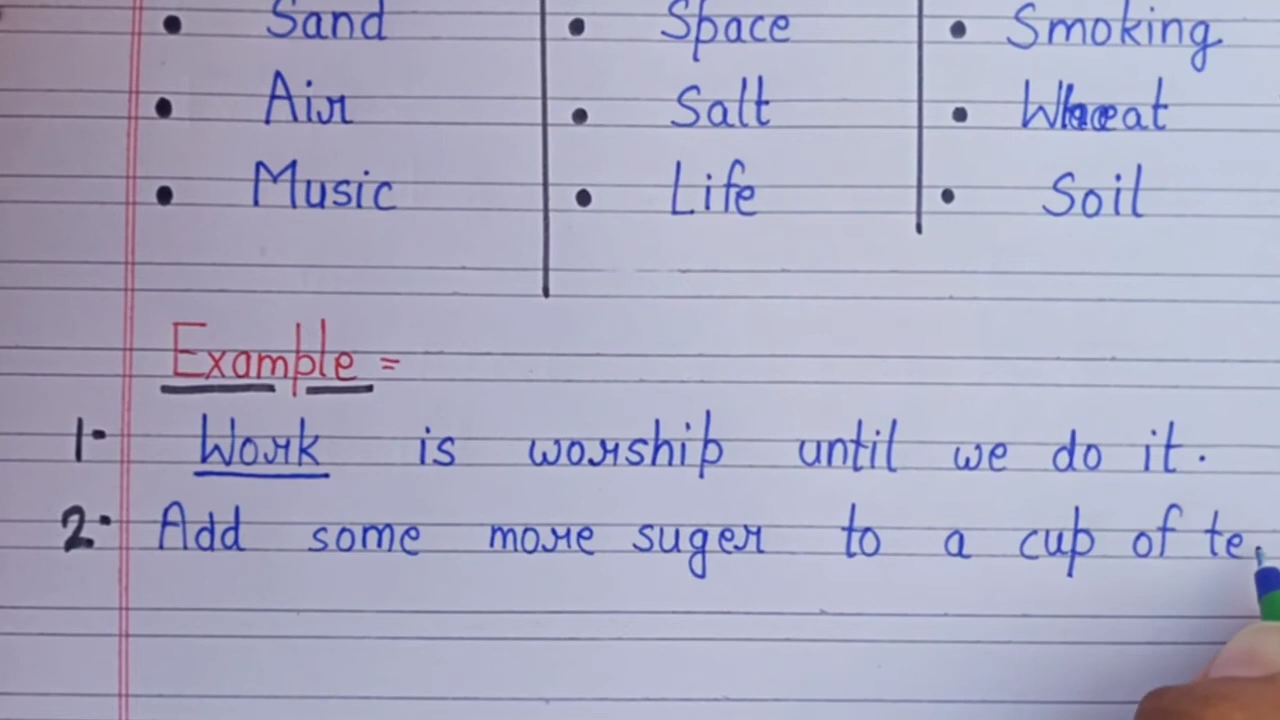 • Sand • Space • Smoking
• Air • Salt • Wheat
• Music • Life • Soil
Example =
1. Work is worship until we do it.
2. Add some more suger to a cup of te